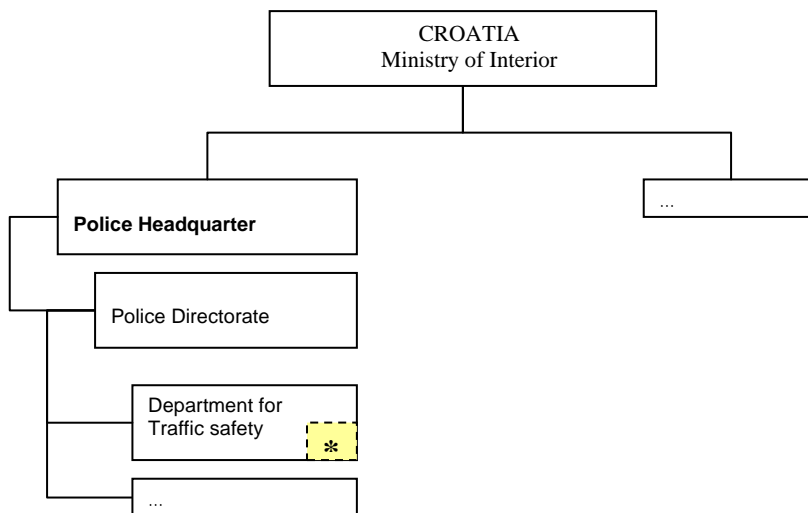 CROATIA
Ministry of Interior
Police Headquarter
...
Police Directorate
Department for
Traffic safety
*
...